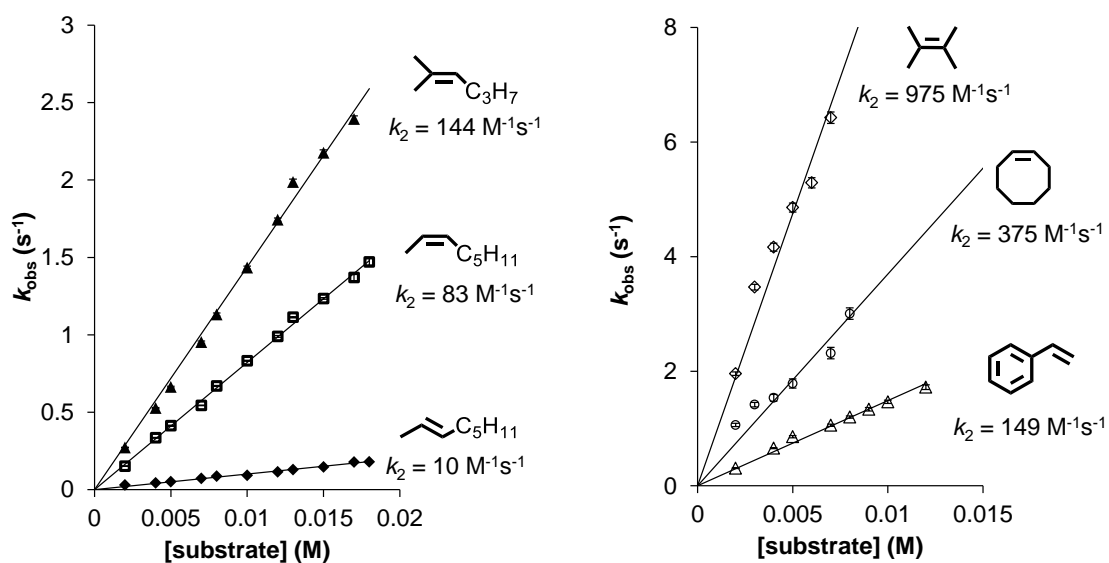 3
2.5
2
1.5
1
0.5
0
k_obs (s⁻¹)
C₃H₇
k₂ = 144 M⁻¹s⁻¹
C₅H₁₁
k₂ = 83 M⁻¹s⁻¹
C₅H₁₁
k₂ = 10 M⁻¹s⁻¹
0 0.005 0.01 0.015 0.02
[substrate] (M)
8
6
4
2
0
k_obs (s⁻¹)
k₂ = 975 M⁻¹s⁻¹
k₂ = 375 M⁻¹s⁻¹
k₂ = 149 M⁻¹s⁻¹
0 0.005 0.01 0.015
[substrate] (M)